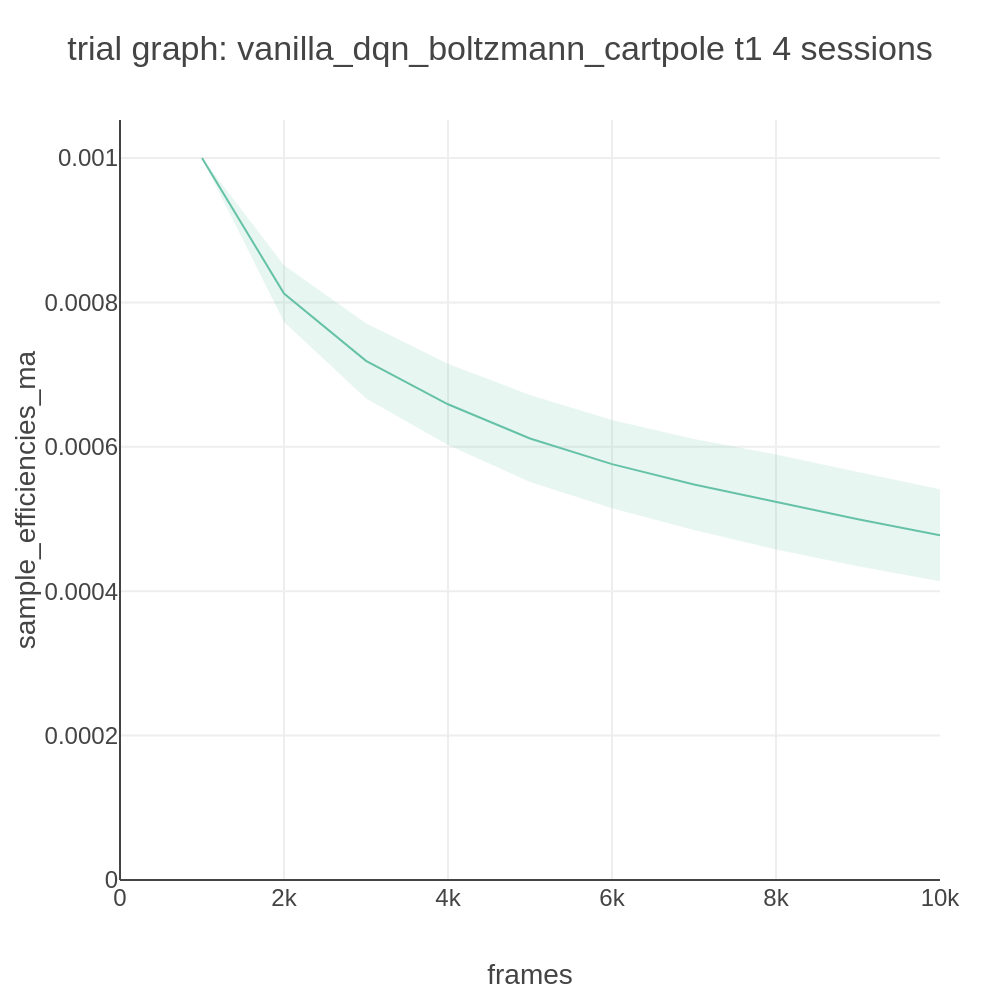 trial graph: vanilla_dqn_boltzmann_cartpole t1 4 sessions
sample_efficiencies_ma
0.001
0.0008
0.0006
0.0004
0.0002
0
0
2k
4k
6k
8k
10k
frames